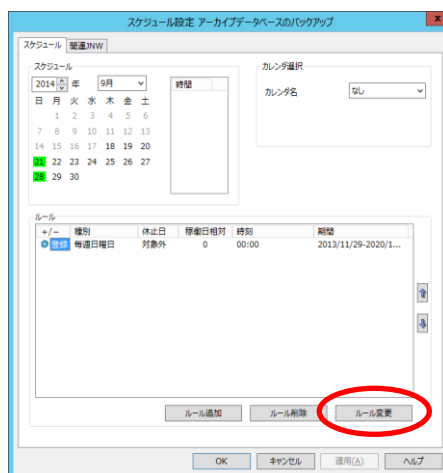 スケジュール設定 アーカイブデータベースのバックアップ
x
スケジュール 関連JNW
スケジュール
2014 年 9月
日 月 火 水 木 金 土
1 2 3 4 5 6
7 8 9 10 11 12 13
14 15 16 17 18 19 20
21 22 23 24 25 26 27
28 29 30
時間
カレンダ選択
カレンダ名 なし
ルール
+/− 種別 休止日 稼働日相対 時刻 期間
登録 毎週日曜日 対象外 0 00:00 2013/11/29-2020/1...
ルール追加 ルール削除 ルール変更
OK キャンセル 適用(A) ヘルプ